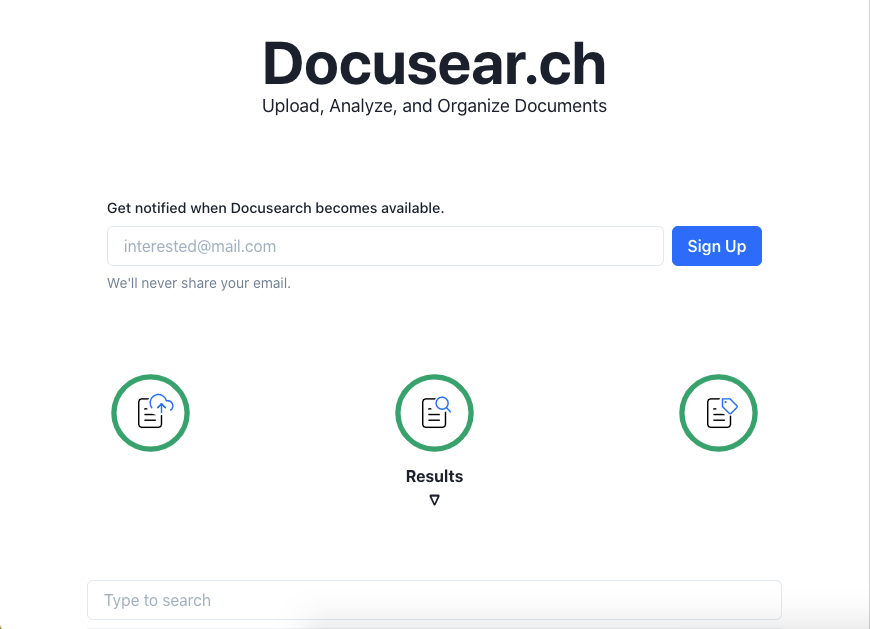 Docusear.ch
Upload, Analyze, and Organize Documents
Get notified when Docusearch becomes available.
interested@mail.com
Sign Up
We'll never share your email.
Results
Type to search